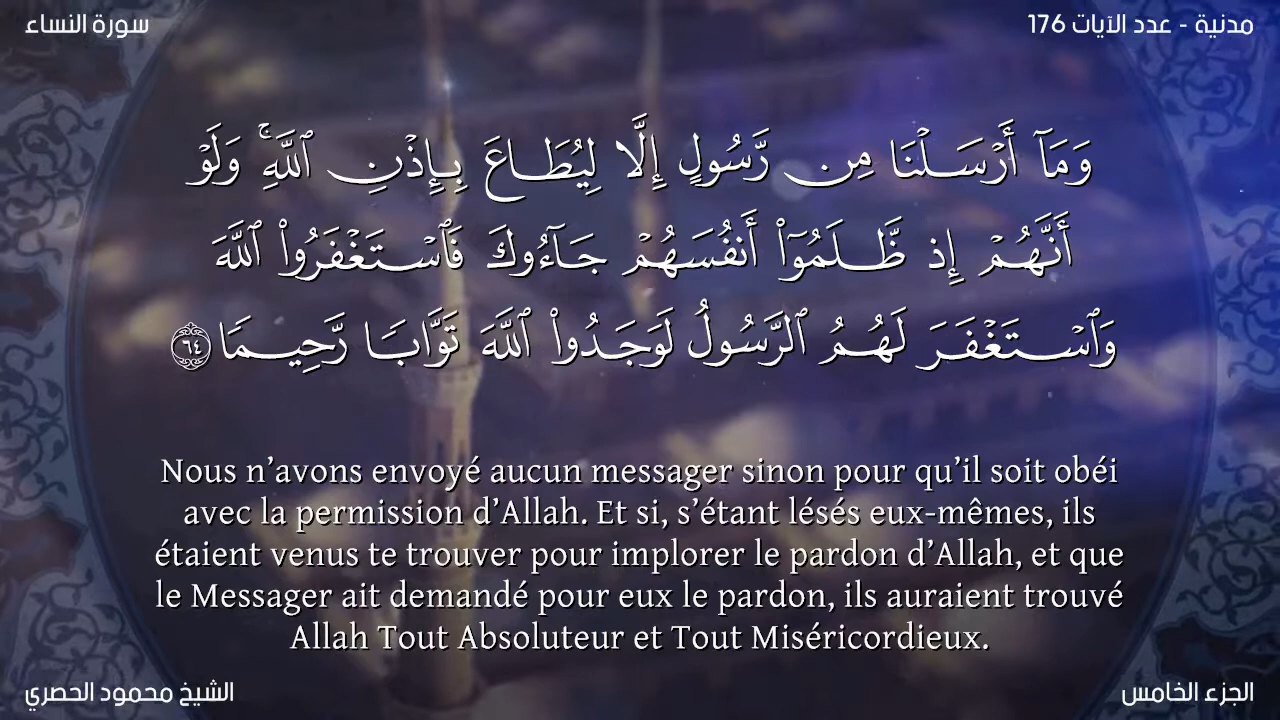 مدنية - عدد الآيات 176
سورة النساء
وَمَآ أَرْسَلْنَا مِن رَّسُولٍ إِلَّا لِيُطَاعَ بِإِذْنِ ٱللَّهِ ۚ وَلَوْ
أَنَّهُمْ إِذ ظَّلَمُوٓا۟ أَنفُسَهُمْ جَآءُوكَ فَٱسْتَغْفَرُوا۟ ٱللَّهَ
وَٱسْتَغْفَرَ لَهُمُ ٱلرَّسُولُ لَوَجَدُوا۟ ٱللَّهَ تَوَّابًا رَّحِيمًا ٦٤
Nous n’avons envoyé aucun messager sinon pour qu’il soit obéi
avec la permission d’Allah. Et si, s’étant lésés eux-mêmes, ils
étaient venus te trouver pour implorer le pardon d’Allah, et que
le Messager ait demandé pour eux le pardon, ils auraient trouvé
Allah Tout Absoluteur et Tout Miséricordieux.
الجزء الخامس
الشيخ محمود الحصري